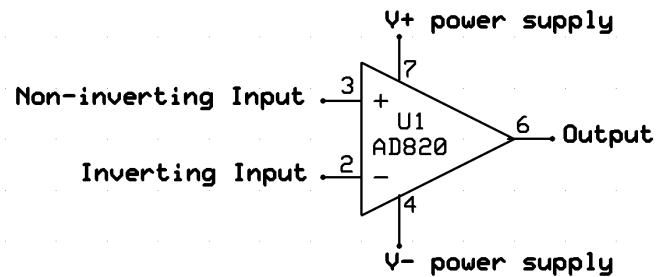 V+ power supply
7
Non-inverting Input 3 +
U1
6 Output
AD820
Inverting Input 2 -
4
V- power supply